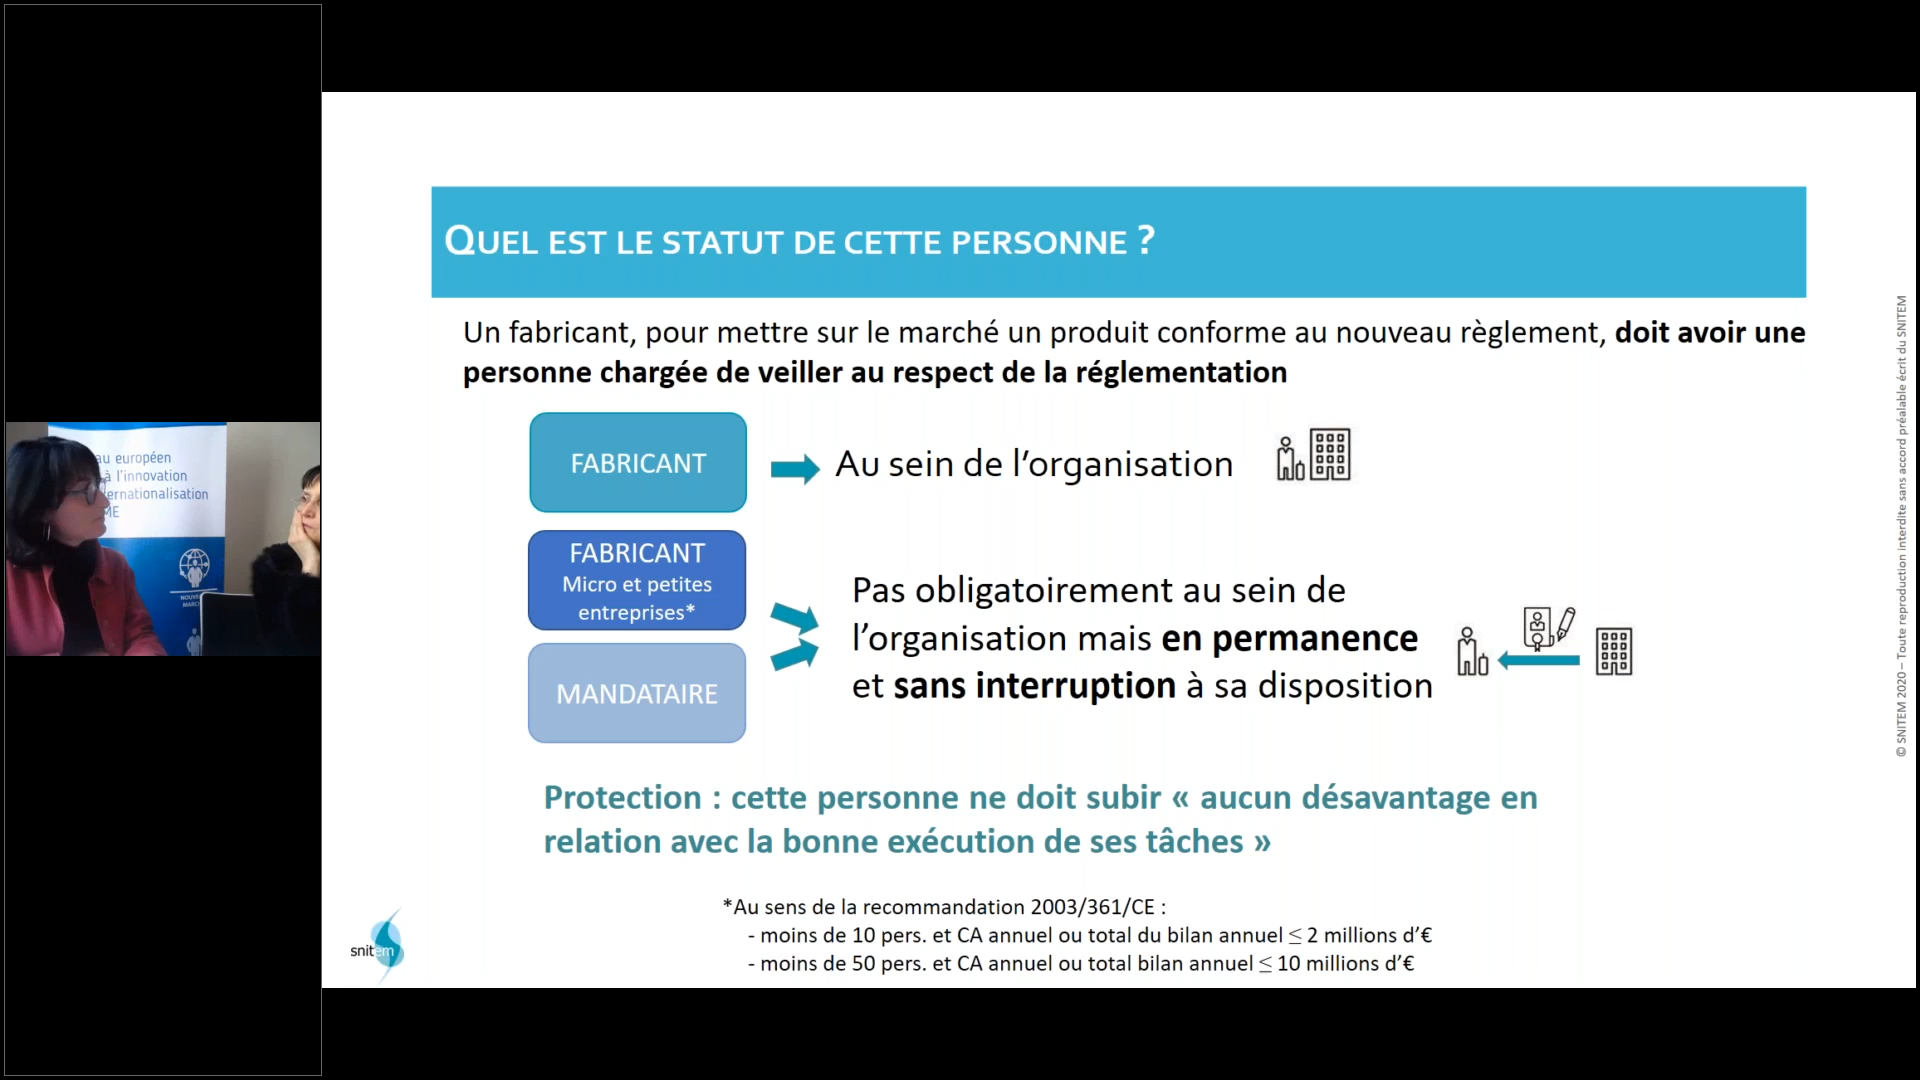 au européen
à l'innovation
ernationalisation
ME
QUEL EST LE STATUT DE CETTE PERSONNE ?
Un fabricant, pour mettre sur le marché un produit conforme au nouveau règlement, doit avoir une
personne chargée de veiller au respect de la réglementation
FABRICANT
Au sein de l'organisation
FABRICANT
Micro et petites
entreprises*
MANDATAIRE
Pas obligatoirement au sein de
l'organisation mais en permanence
et sans interruption à sa disposition
Protection : cette personne ne doit subir « aucun désavantage en
relation avec la bonne exécution de ses tâches »
*Au sens de la recommandation 2003/361/CE :
- moins de 10 pers. et CA annuel ou total du bilan annuel ≤ 2 millions d'€
- moins de 50 pers. et CA annuel ou total bilan annuel ≤ 10 millions d'€
snitem
© SNITEM 2020 – Toute reproduction interdite sans accord préalable écrit du SNITEM